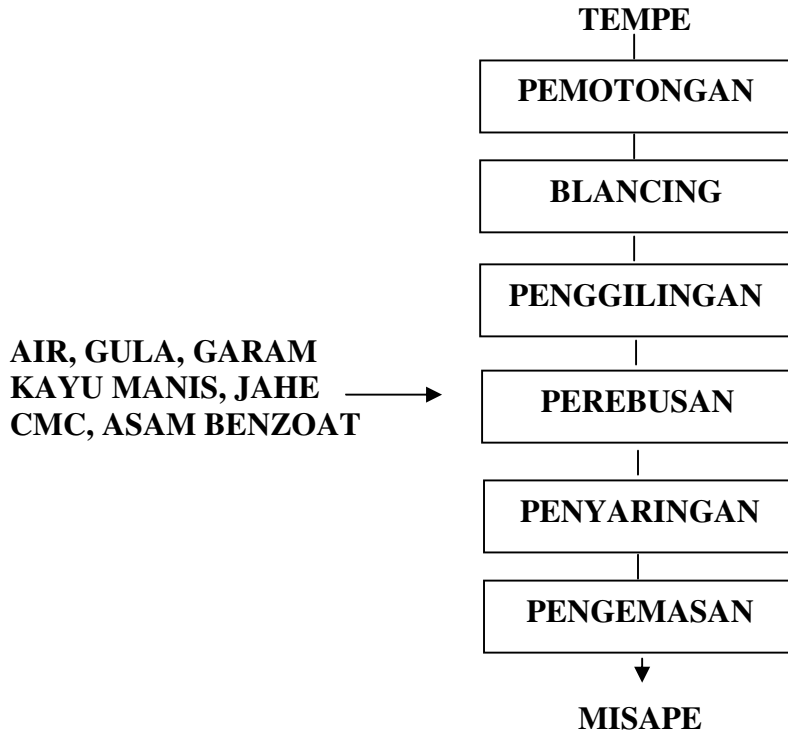 TEMPE
PEMOTONGAN
BLANCING
PENGGILINGAN
AIR, GULA, GARAM
KAYU MANIS, JAHE
CMC, ASAM BENZOAT
PEREBUSAN
PENYARINGAN
PENGEMASAN
MISAPE